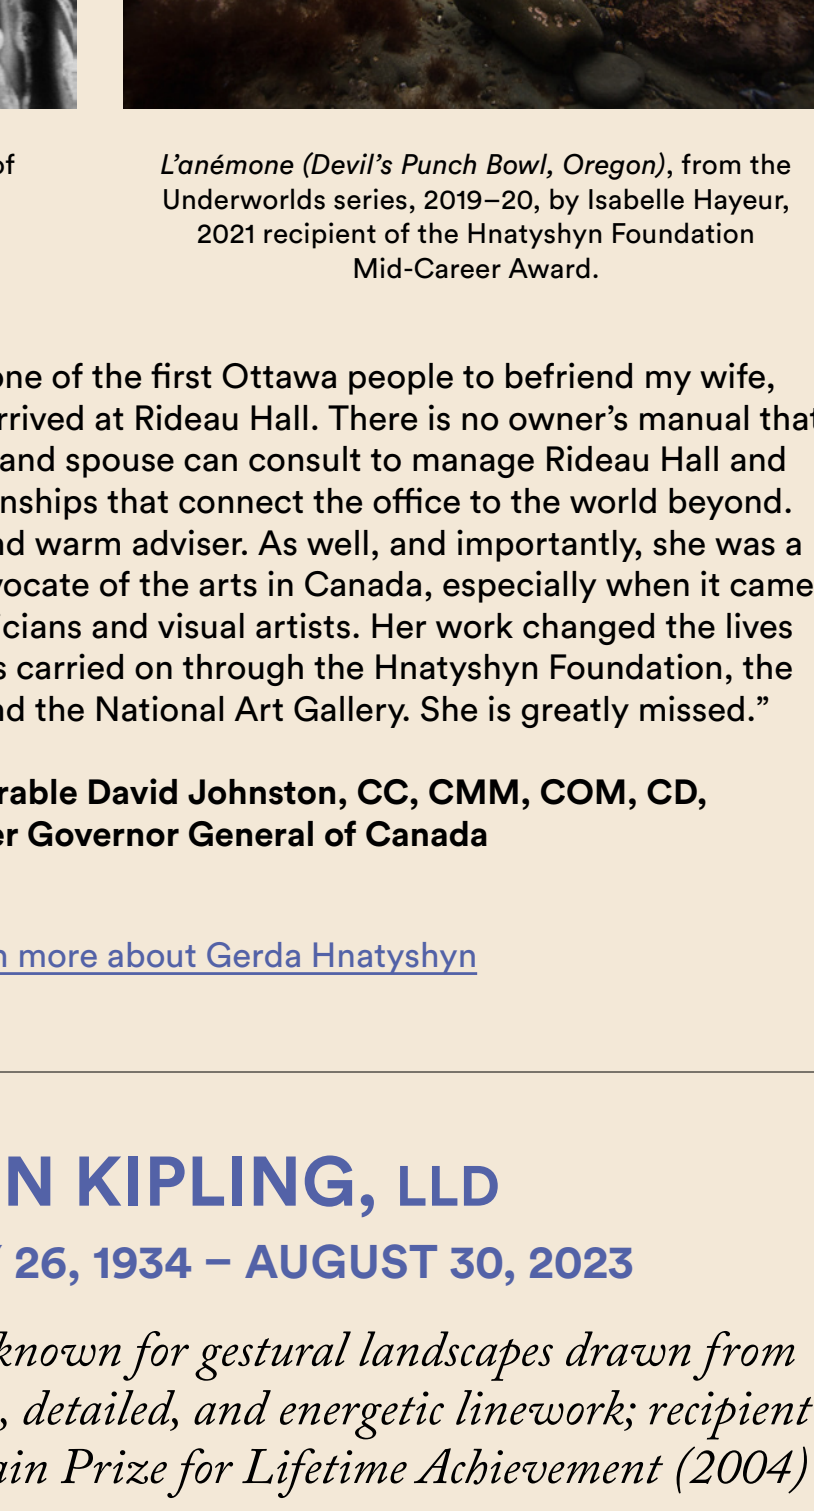 of
L’anémone (Devil’s Punch Bowl, Oregon), from the
Underworlds series, 2019–20, by Isabelle Hayeur,
2021 recipient of the Hnatyshyn Foundation
Mid-Career Award.
one of the first Ottawa people to befriend my wife,
rrived at Rideau Hall. There is no owner’s manual that
and spouse can consult to manage Rideau Hall and
nships that connect the office to the world beyond.
nd warm adviser. As well, and importantly, she was a
vocate of the arts in Canada, especially when it came
cians and visual artists. Her work changed the lives
s carried on through the Hnatyshyn Foundation, the
nd the National Art Gallery. She is greatly missed.”
rable David Johnston, CC, CMM, COM, CD,
er Governor General of Canada
n more about Gerda Hnatyshyn
N KIPLING, LLD
Y 26, 1934 – AUGUST 30, 2023
known for gestural landscapes drawn from
, detailed, and energetic linework; recipient
ain Prize for Lifetime Achievement (2004)